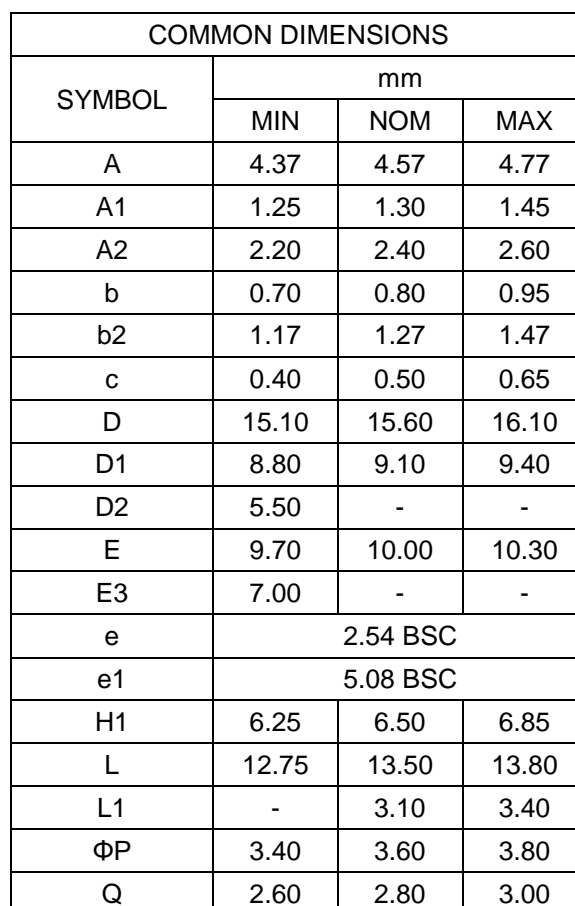 COMMON DIMENSIONS
SYMBOL mm
MIN NOM MAX
A 4.37 4.57 4.77
A1 1.25 1.30 1.45
A2 2.20 2.40 2.60
b 0.70 0.80 0.95
b2 1.17 1.27 1.47
c 0.40 0.50 0.65
D 15.10 15.60 16.10
D1 8.80 9.10 9.40
D2 5.50 - -
E 9.70 10.00 10.30
E3 7.00 - -
e 2.54 BSC
e1 5.08 BSC
H1 6.25 6.50 6.85
L 12.75 13.50 13.80
L1 - 3.10 3.40
ΦP 3.40 3.60 3.80
Q 2.60 2.80 3.00